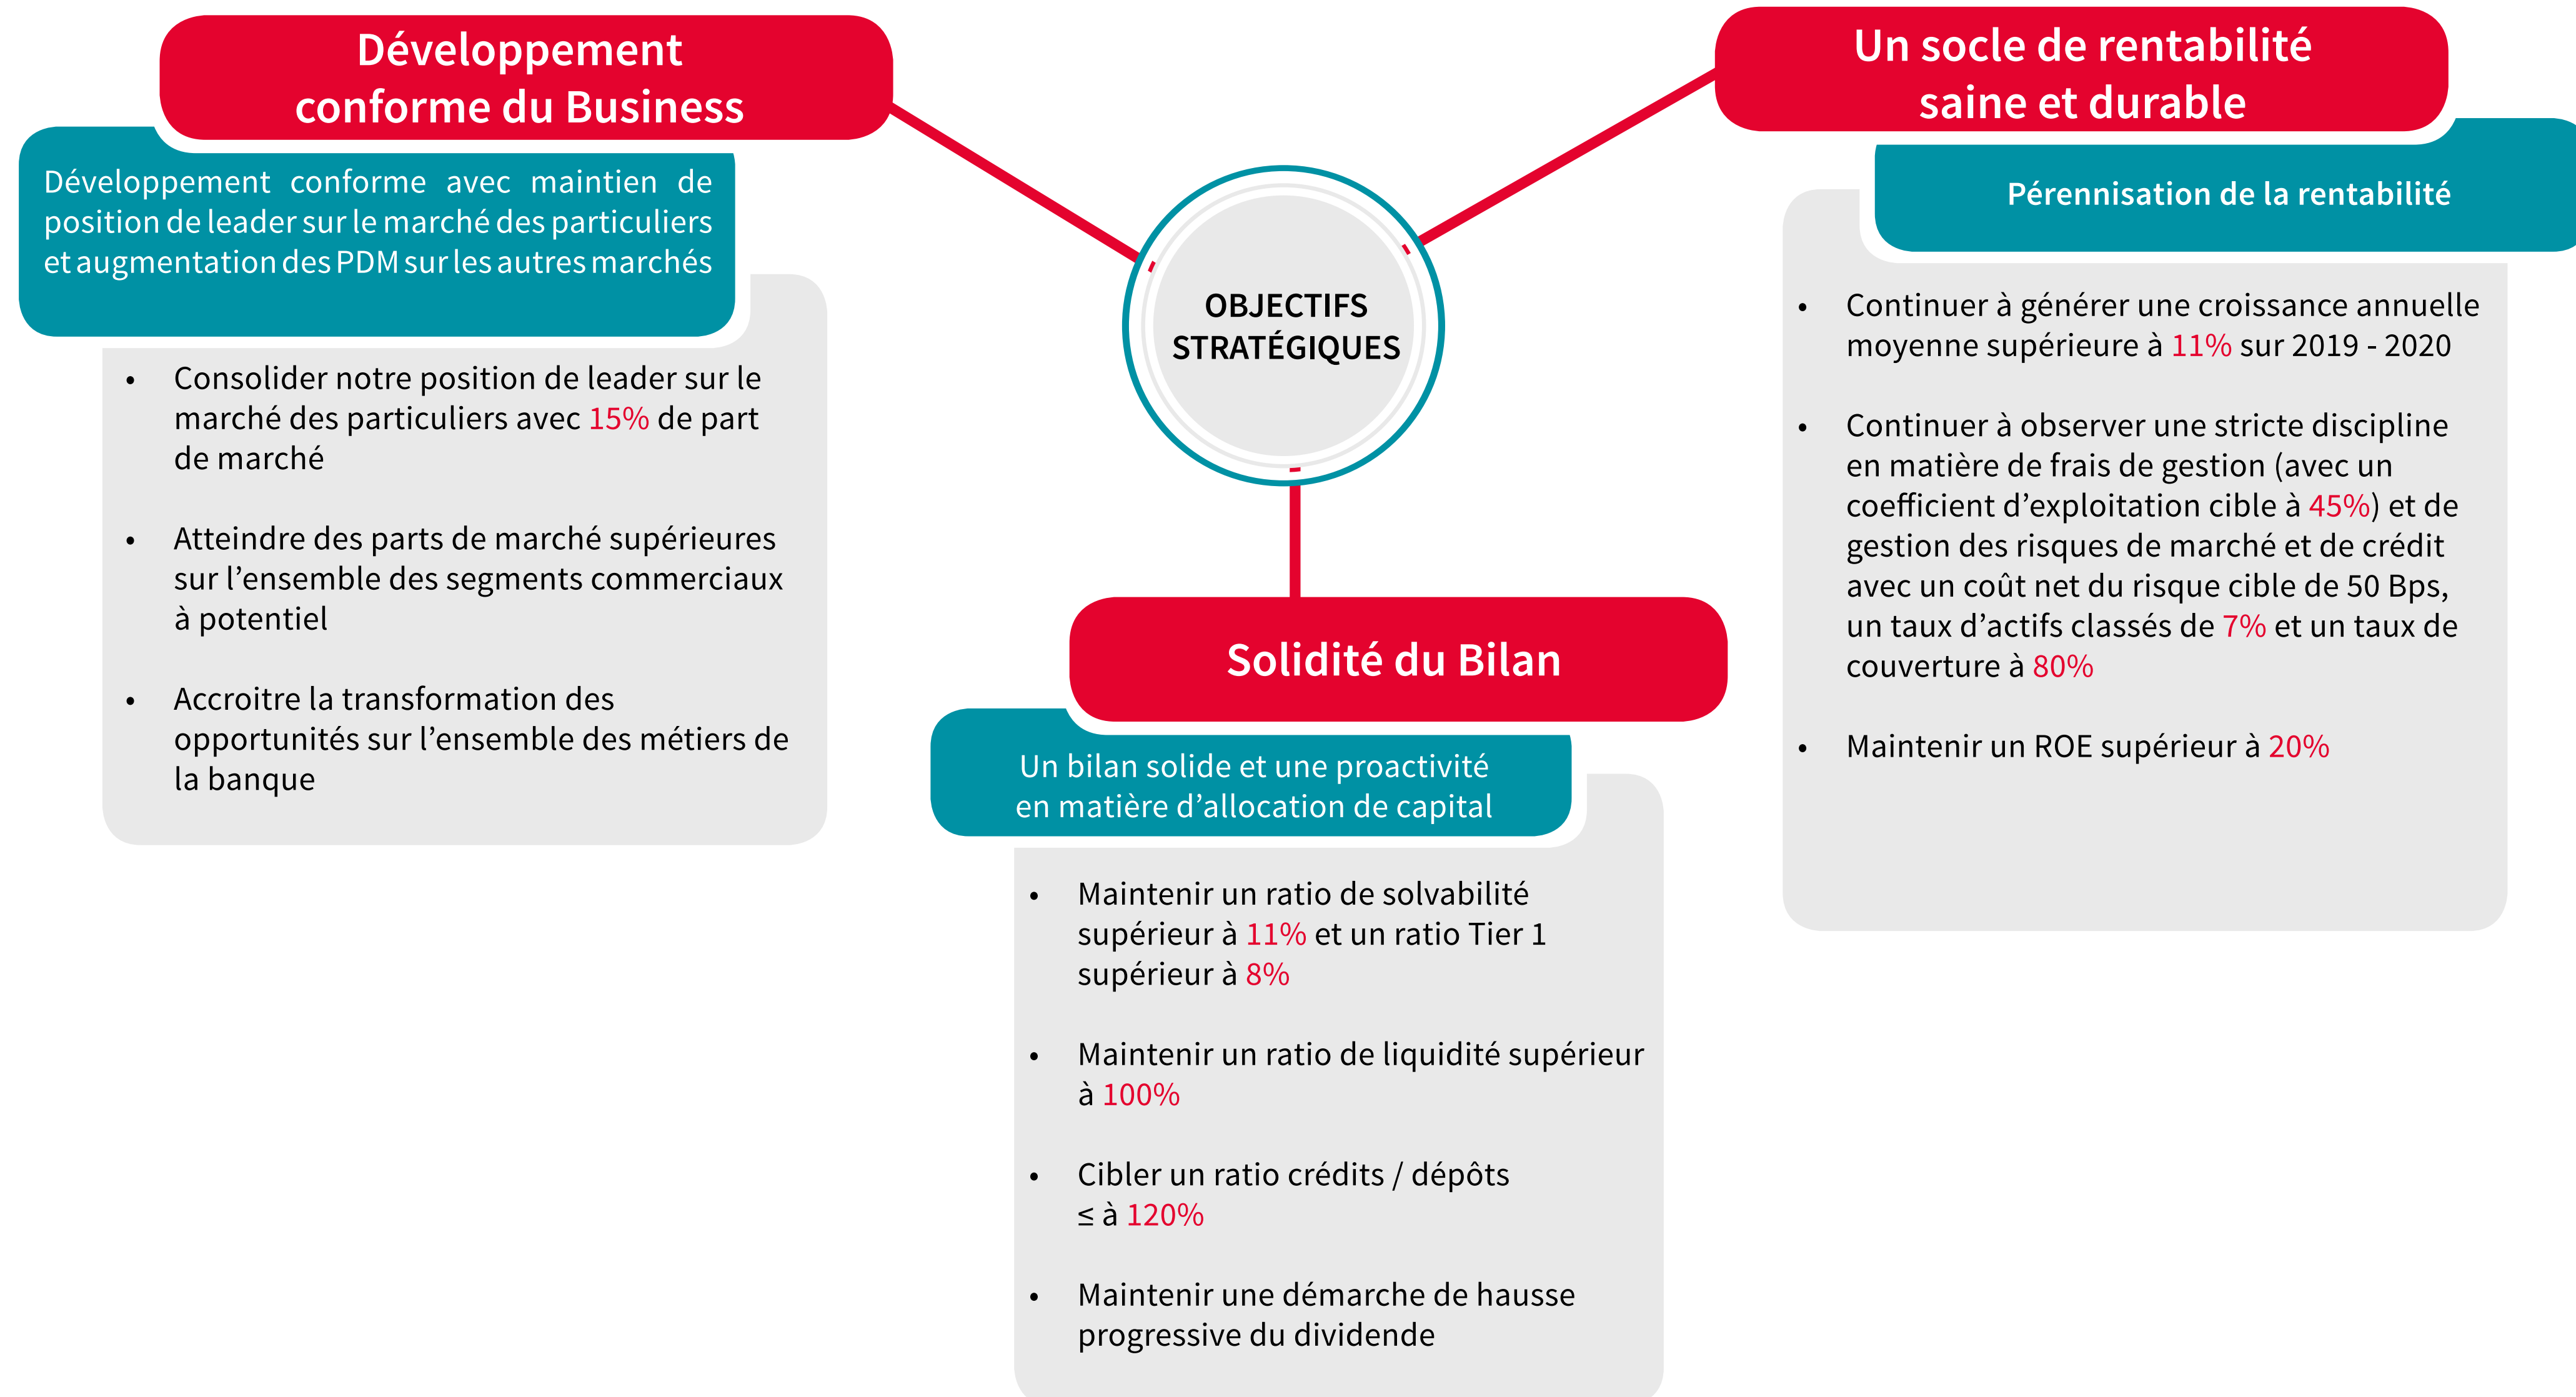 Développement
conforme du Business
Développement conforme avec maintien de
position de leader sur le marché des particuliers
et augmentation des PDM sur les autres marchés
• Consolider notre position de leader sur le
marché des particuliers avec 15% de part
de marché
• Atteindre des parts de marché supérieures
sur l’ensemble des segments commerciaux
à potentiel
• Accroitre la transformation des
opportunités sur l’ensemble des métiers de
la banque
OBJECTIFS
STRATÉGIQUES
Solidité du Bilan
Un bilan solide et une proactivité
en matière d’allocation de capital
• Maintenir un ratio de solvabilité
supérieur à 11% et un ratio Tier 1
supérieur à 8%
• Maintenir un ratio de liquidité supérieur
à 100%
• Cibler un ratio crédits / dépôts
≤ à 120%
• Maintenir une démarche de hausse
progressive du dividende
Un socle de rentabilité
saine et durable
Pérennisation de la rentabilité
• Continuer à générer une croissance annuelle
moyenne supérieure à 11% sur 2019 - 2020
• Continuer à observer une stricte discipline
en matière de frais de gestion (avec un
coefficient d’exploitation cible à 45%) et de
gestion des risques de marché et de crédit
avec un coût net du risque cible de 50 Bps,
un taux d’actifs classés de 7% et un taux de
couverture à 80%
• Maintenir un ROE supérieur à 20%